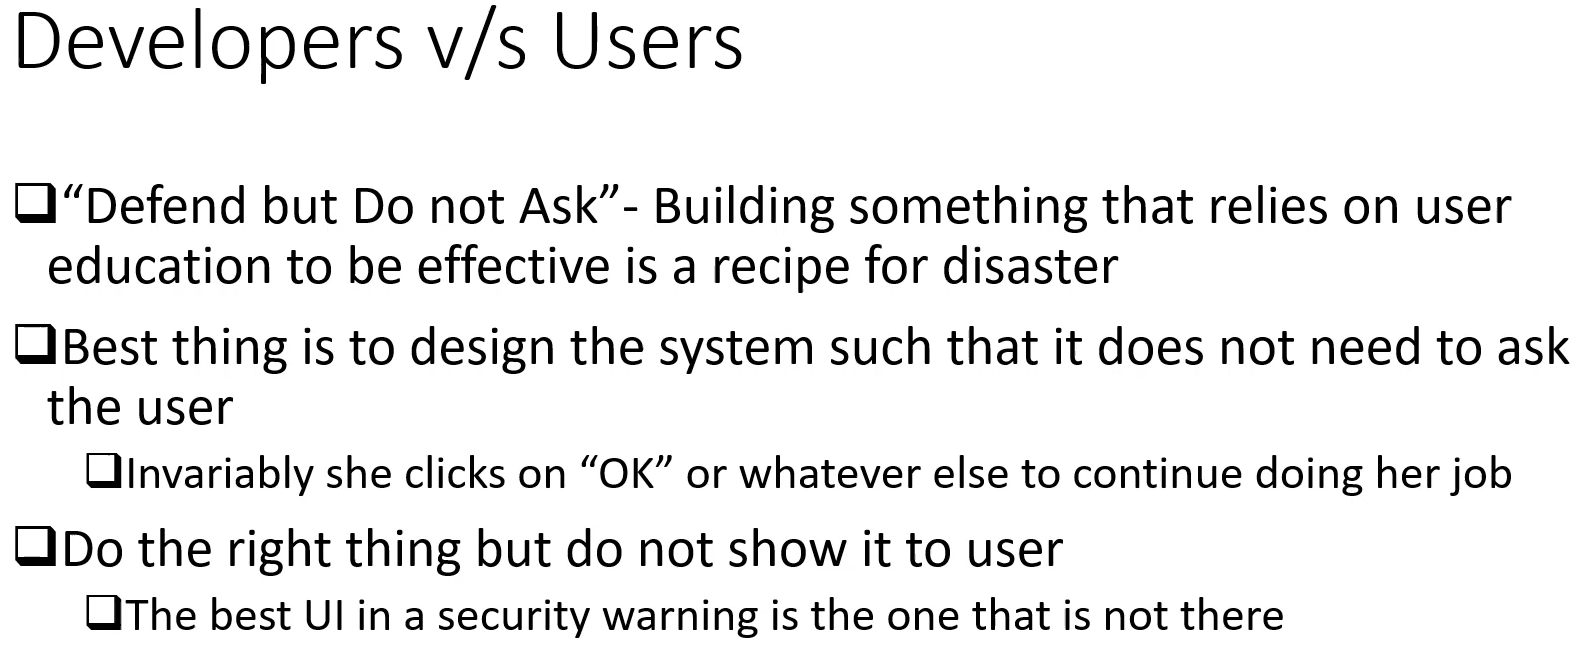 Developers v/s Users
❑“Defend but Do not Ask”- Building something that relies on user
education to be effective is a recipe for disaster
❑Best thing is to design the system such that it does not need to ask
the user
❑Invariably she clicks on “OK” or whatever else to continue doing her job
❑Do the right thing but do not show it to user
❑The best UI in a security warning is the one that is not there